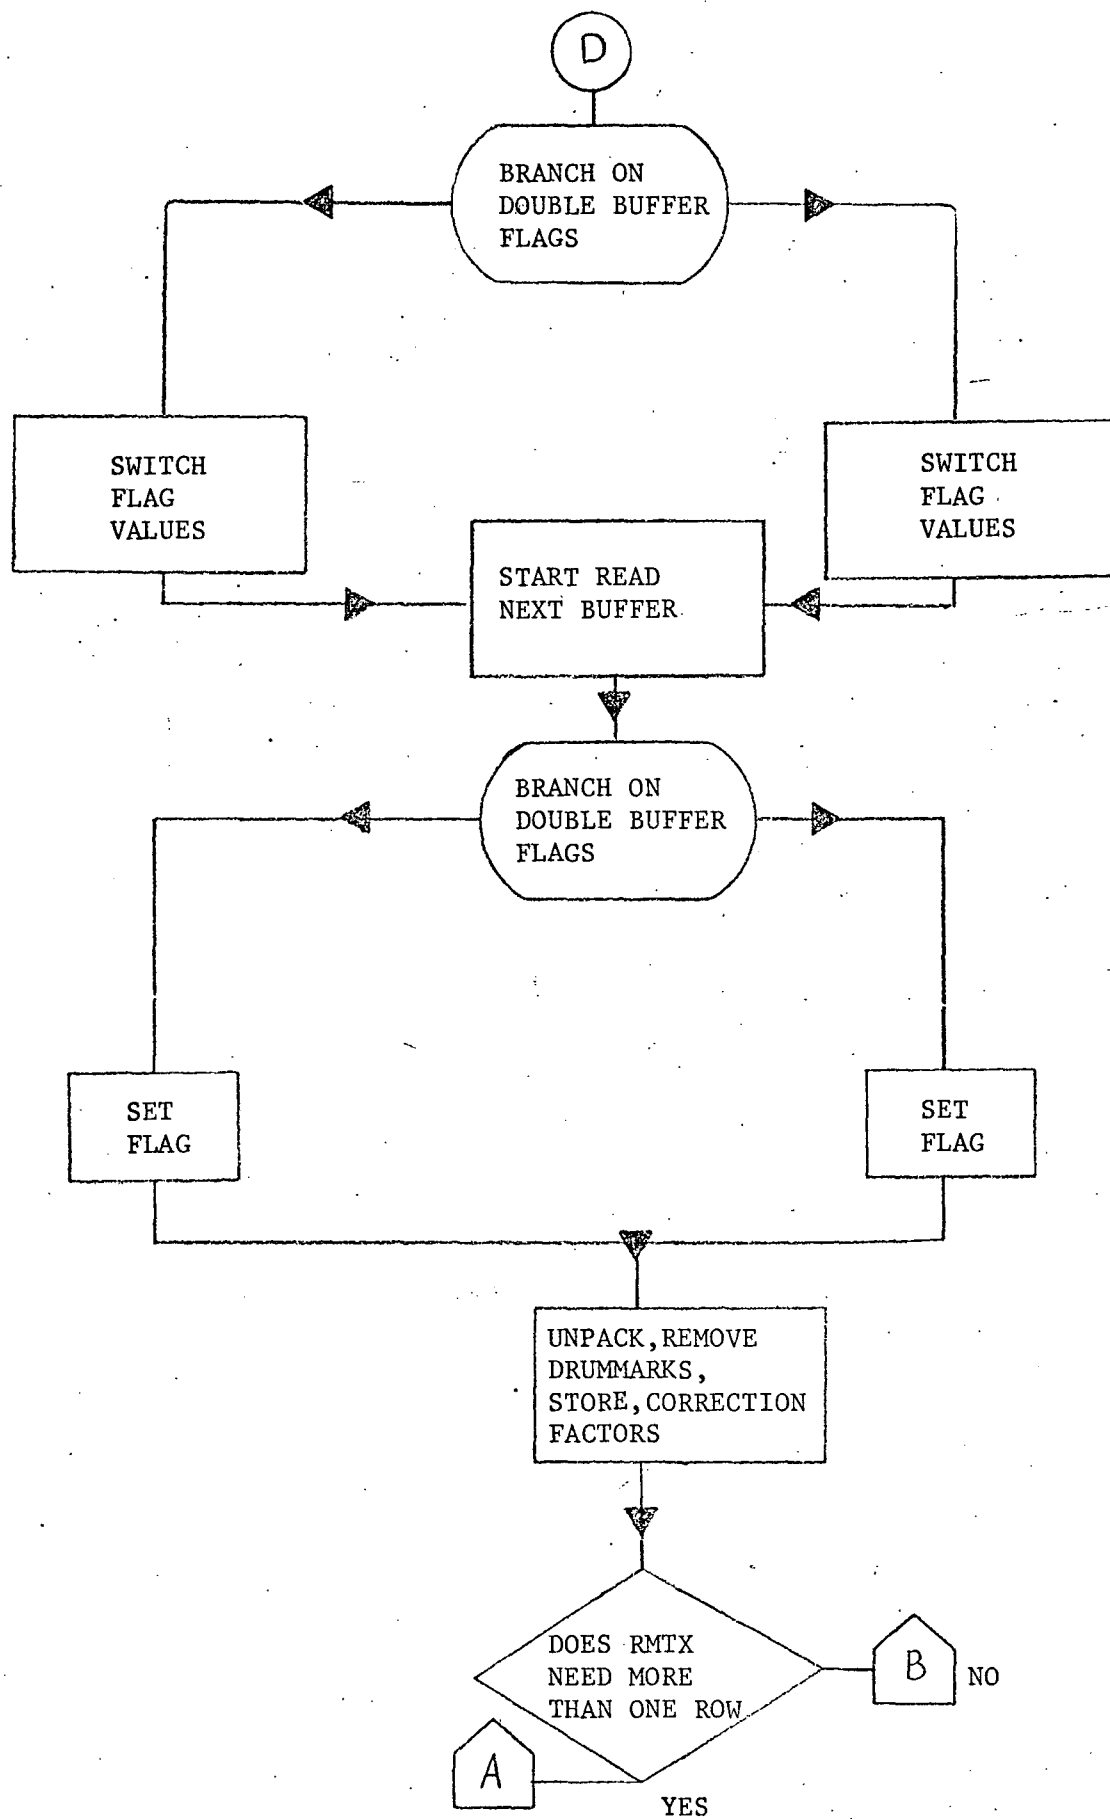 D
BRANCH ON
DOUBLE BUFFER
FLAGS
SWITCH
FLAG
VALUES
SWITCH
FLAG
VALUES
START READ
NEXT BUFFER
BRANCH ON
DOUBLE BUFFER
FLAGS
SET
FLAG
SET
FLAG
UNPACK,REMOVE
DRUMMARKS,
STORE,CORRECTION
FACTORS
DOES RMTX
NEED MORE
THAN ONE ROW
B
NO
A
YES